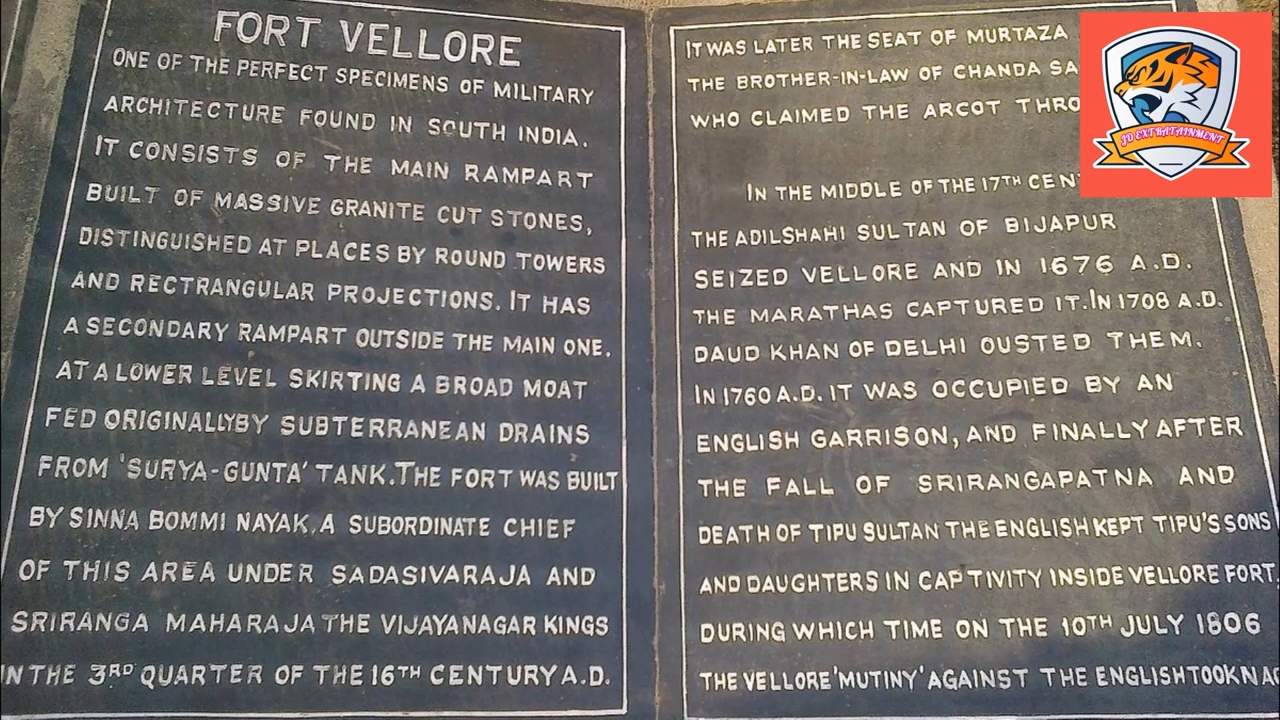 FORT VELLORE
ONE OF THE PERFECT SPECIMENS OF MILITARY
ARCHITECTURE FOUND IN SOUTH INDIA.
IT CONSISTS OF THE MAIN RAMPART
BUILT OF MASSIVE GRANITE CUT STONES,
DISTINGUISHED AT PLACES BY ROUND TOWERS
AND RECTRANGULAR PROJECTIONS. IT HAS
A SECONDARY RAMPART OUTSIDE THE MAIN ONE.
AT A LOWER LEVEL SKIRTING A BROAD MOAT
FED ORIGINALLYBY SUBTERRANEAN DRAINS
FROM 'SURYA-GUNTA' TANK. THE FORT WAS BUILT
BY SINNA BOMMI NAYAK, A SUBORDINATE CHIEF
OF THIS AREA UNDER SADASIVARAJA AND
SRIRANGA MAHARAJA THE VIJAYANAGAR KINGS
IN THE 3RD QUARTER OF THE 16TH CENTURY A.D.
IT WAS LATER THE SEAT OF MURTAZA
THE BROTHER-IN-LAW OF CHANDA SA
WHO CLAIMED THE ARCOT THRO
IN THE MIDDLE OF THE 17TH CEN
THE ADILSHAHI SULTAN OF BIJAPUR
SEIZED VELLORE AND IN 1676 A.D.
THE MARATHAS CAPTURED IT. IN 1708 A.D.
DAUD KHAN OF DELHI OUSTED THEM.
IN 1760 A.D. IT WAS OCCUPIED BY AN
ENGLISH GARRISON, AND FINALLY AFTER
THE FALL OF SRIRANGAPATNA AND
DEATH OF TIPU SULTAN THE ENGLISH KEPT TIPU'S SONS
AND DAUGHTERS IN CAPTIVITY INSIDE VELLORE FORT.
DURING WHICH TIME ON THE 10TH JULY 1806
THE VELLORE 'MUTINY' AGAINST THE ENGLISH TOOK
JD EXTRATAINMENT